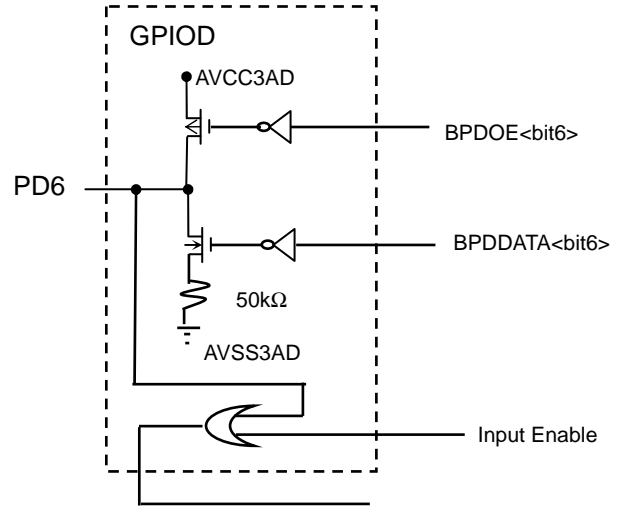 GPIOD
AVCC3AD
BPDOE<bit6>
PD6
BPDDATA<bit6>
50kΩ
AVSS3AD
Input Enable